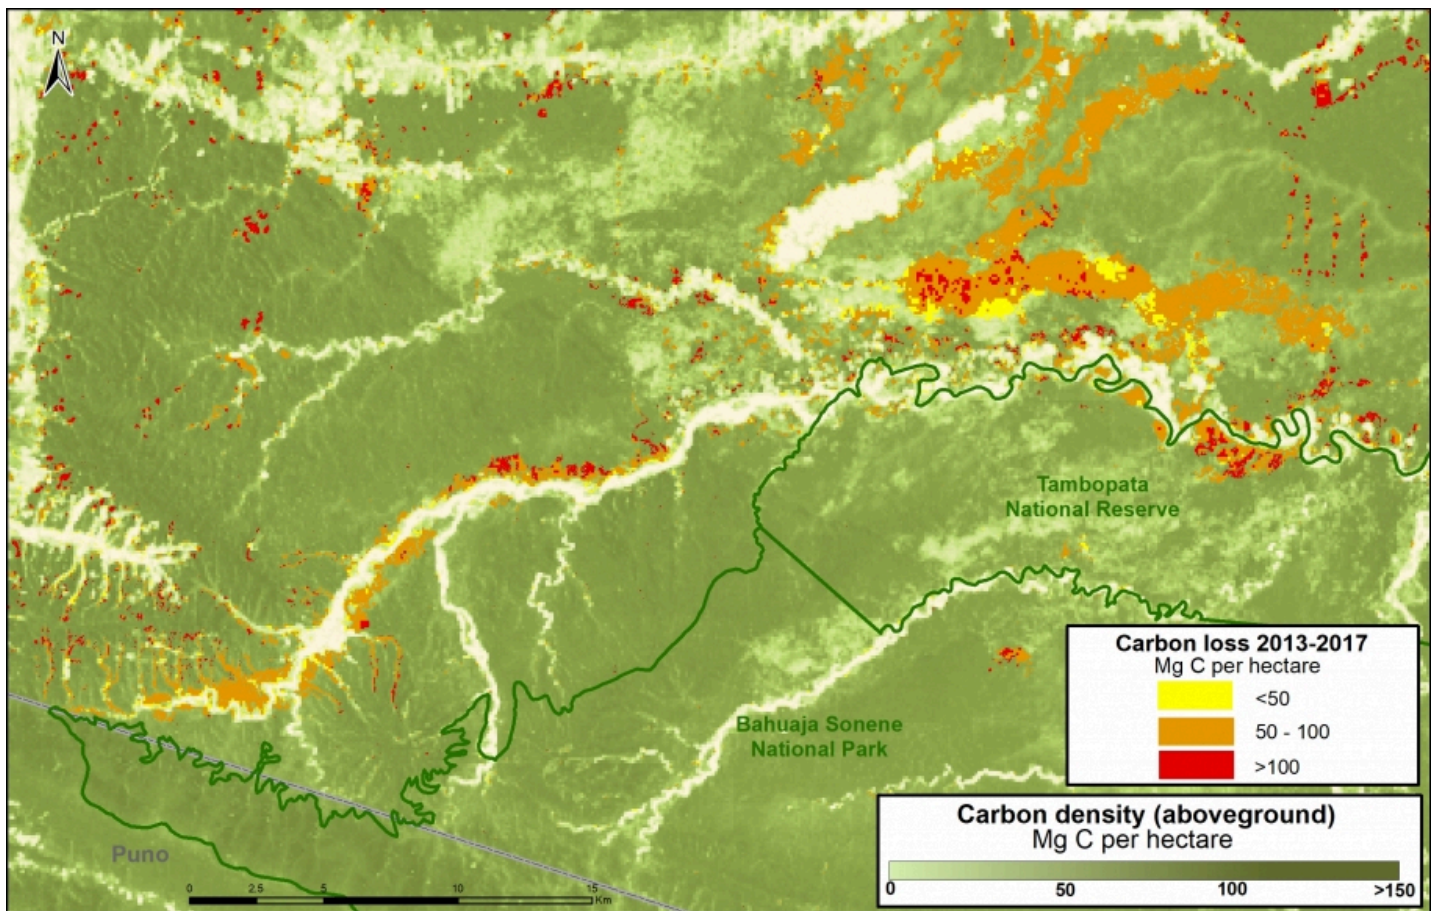 N
Tambopata
National Reserve
Bahuaja Sonene
National Park
Puno
0 2.5 5 10 15
Km
Carbon loss 2013-2017
Mg C per hectare
<50
50 - 100
>100
Carbon density (aboveground)
Mg C per hectare
0 50 100 >150